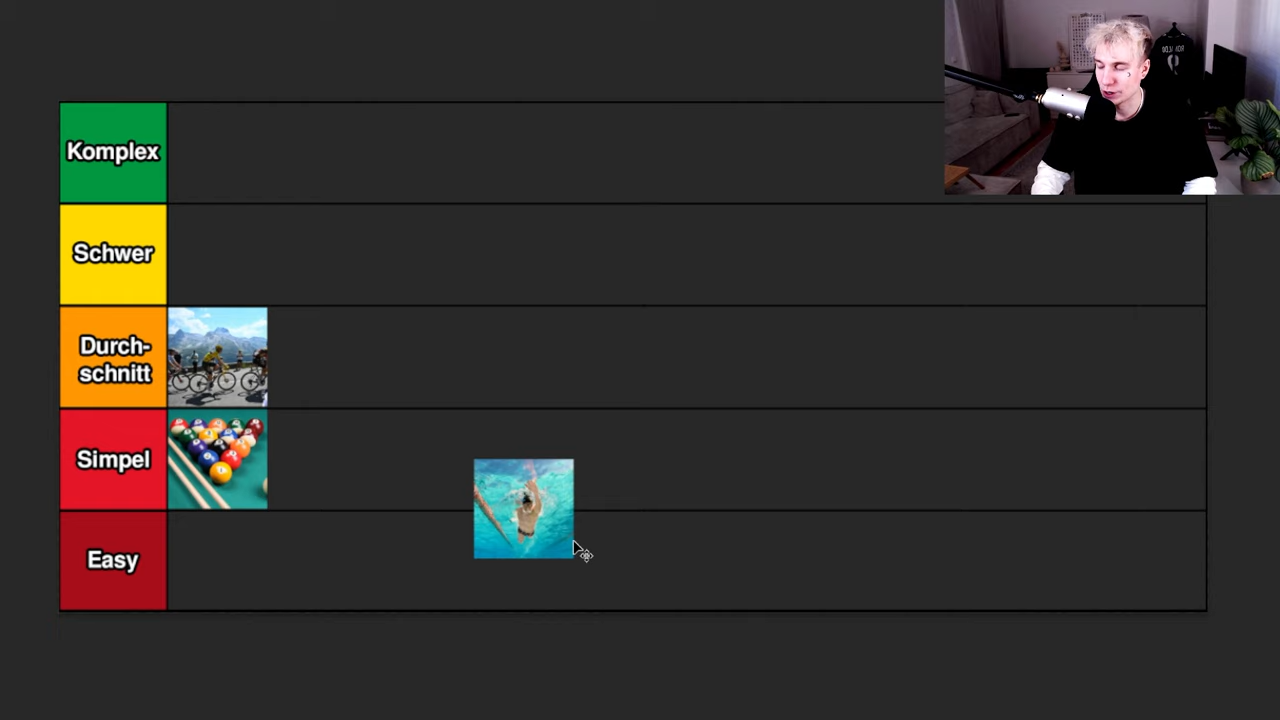 Komplex
Schwer
Durch-
schnitt
Simpel
Easy